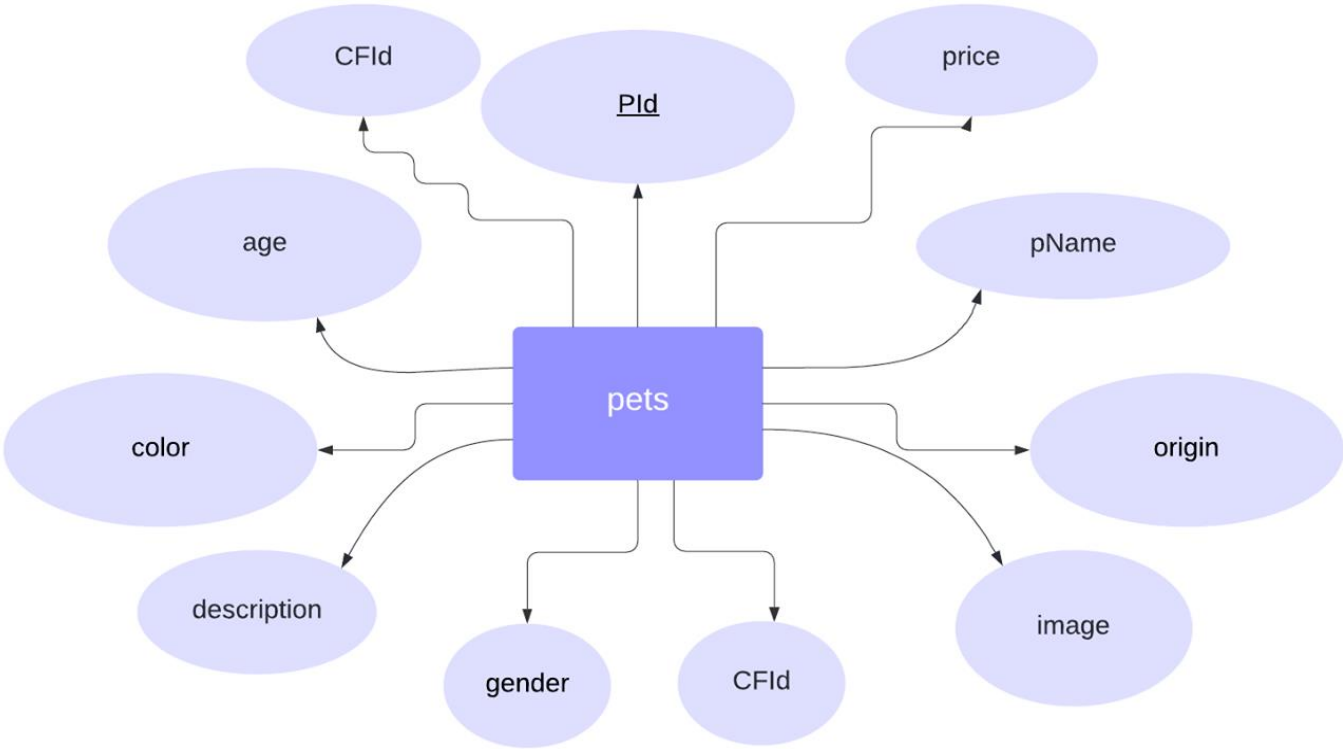 CFId
PId
price
age
pName
pets
color
origin
description
image
gender
CFId